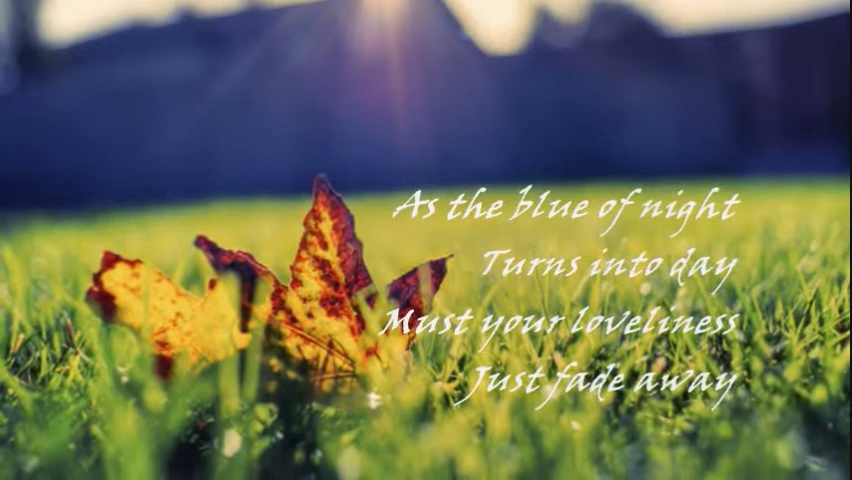 As the blue of night
Turns into day
Must your loveliness
Just fade away